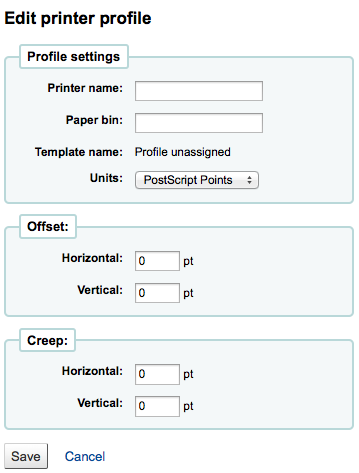 Edit printer profile
Profile settings
Printer name:
Paper bin:
Template name: Profile unassigned
Units: PostScript Points
Offset:
Horizontal: 0 pt
Vertical: 0 pt
Creep:
Horizontal: 0 pt
Vertical: 0 pt
Save Cancel